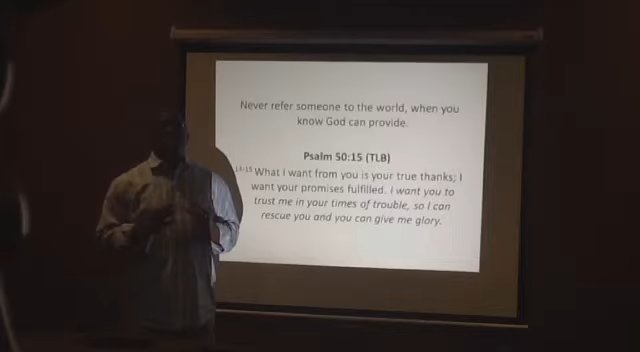 Never refer someone to the world, when you
know God can provide.
Psalm 50:15 (TLB)
14-15 What I want from you is your true thanks; I
want your promises fulfilled. I want you to
trust me in your times of trouble, so I can
rescue you and you can give me glory.